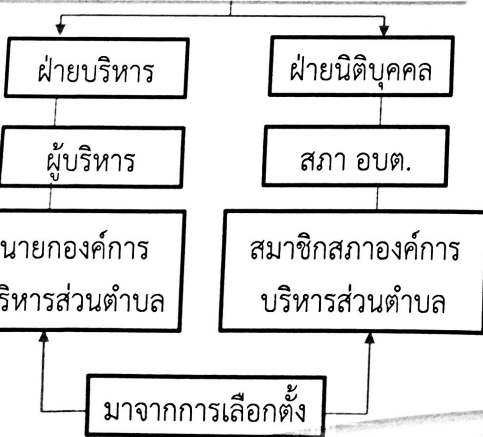 ฝ่ายบริหาร
ฝ่ายนิติบุคคล
ผู้บริหาร
สภา อบต.
นายกองค์การ
ริหารส่วนตำบล
สมาชิกสภาองค์การ
บริหารส่วนตำบล
มาจากการเลือกตั้ง